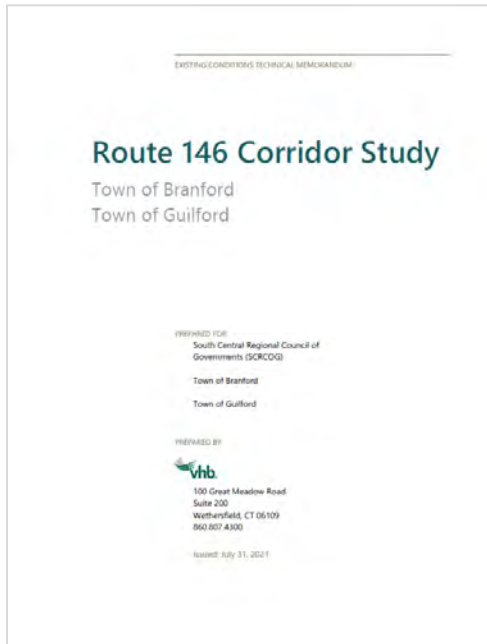 EXISTING CONDITIONS TECHNICAL MEMORANDUM
Route 146 Corridor Study
Town of Branford
Town of Guilford
PREPARED FOR
South Central Regional Council of
Governments (SCRCOG)
Town of Branford
Town of Guilford
PREPARED BY
vhb.
100 Great Meadow Road
Suite 200
Wethersfield, CT 06109
860.807.4300
Issued: July 31, 2021